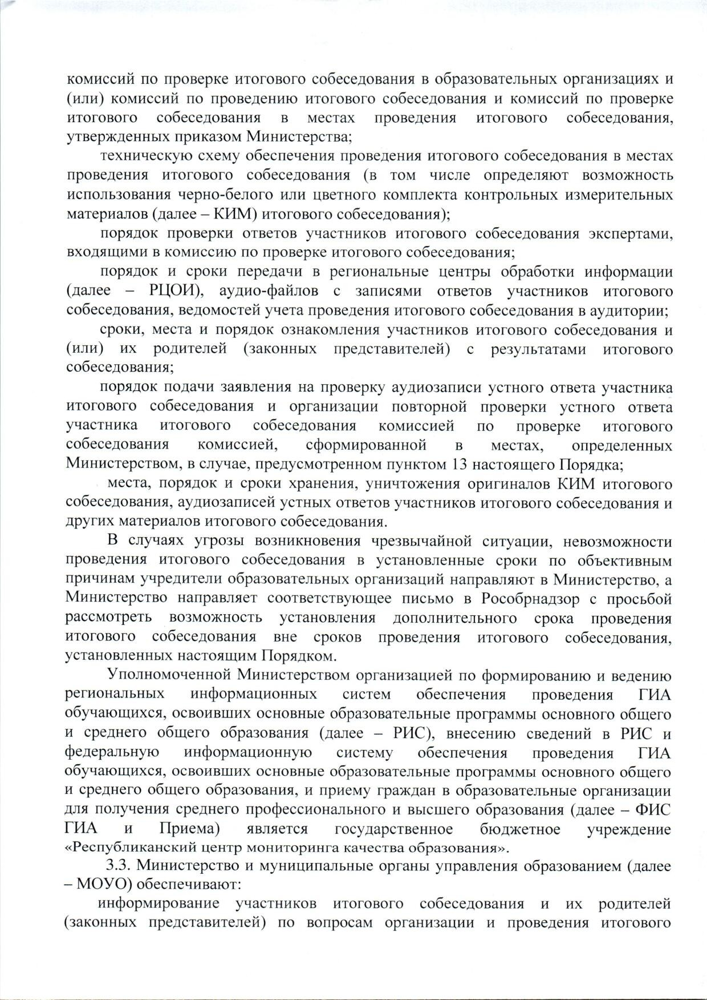 комиссий по проверке итогового собеседования в образовательных организациях и
(или) комиссий по проведению итогового собеседования и комиссий по проверке
итогового собеседования в местах проведения итогового собеседования,
утвержденных приказом Министерства;
техническую схему обеспечения проведения итогового собеседования в местах
проведения итогового собеседования (в том числе определяют возможность
использования черно-белого или цветного комплекта контрольных измерительных
материалов (далее – КИМ) итогового собеседования);
порядок проверки ответов участников итогового собеседования экспертами,
входящими в комиссию по проверке итогового собеседования;
порядок и сроки передачи в региональные центры обработки информации
(далее – РЦОИ), аудио-файлов с записями ответов участников итогового
собеседования, ведомостей учета проведения итогового собеседования в аудитории;
сроки, места и порядок ознакомления участников итогового собеседования и
(или) их родителей (законных представителей) с результатами итогового
собеседования;
порядок подачи заявления на проверку аудиозаписи устного ответа участника
итогового собеседования и организации повторной проверки устного ответа
участника итогового собеседования комиссией по проверке итогового
собеседования комиссией, сформированной в местах, определенных
Министерством, в случае, предусмотренном пунктом 13 настоящего Порядка;
места, порядок и сроки хранения, уничтожения оригиналов КИМ итогового
собеседования, аудиозаписей устных ответов участников итогового собеседования и
других материалов итогового собеседования.
В случаях угрозы возникновения чрезвычайной ситуации, невозможности
проведения итогового собеседования в установленные сроки по объективным
причинам учредители образовательных организаций направляют в Министерство, а
Министерство направляет соответствующее письмо в Рособрнадзор с просьбой
рассмотреть возможность установления дополнительного срока проведения
итогового собеседования вне сроков проведения итогового собеседования,
установленных настоящим Порядком.
Уполномоченной Министерством организацией по формированию и ведению
региональных информационных систем обеспечения проведения ГИА
обучающихся, освоивших основные образовательные программы основного общего
и среднего общего образования (далее – РИС), внесению сведений в РИС и
федеральную информационную систему обеспечения проведения ГИА
обучающихся, освоивших основные образовательные программы основного общего
и среднего общего образования, и приему граждан в образовательные организации
для получения среднего профессионального и высшего образования (далее – ФИС
ГИА и Приема) является государственное бюджетное учреждение
«Республиканский центр мониторинга качества образования».
3.3. Министерство и муниципальные органы управления образованием (далее
– МОУО) обеспечивают:
информирование участников итогового собеседования и их родителей
(законных представителей) по вопросам организации и проведения итогового